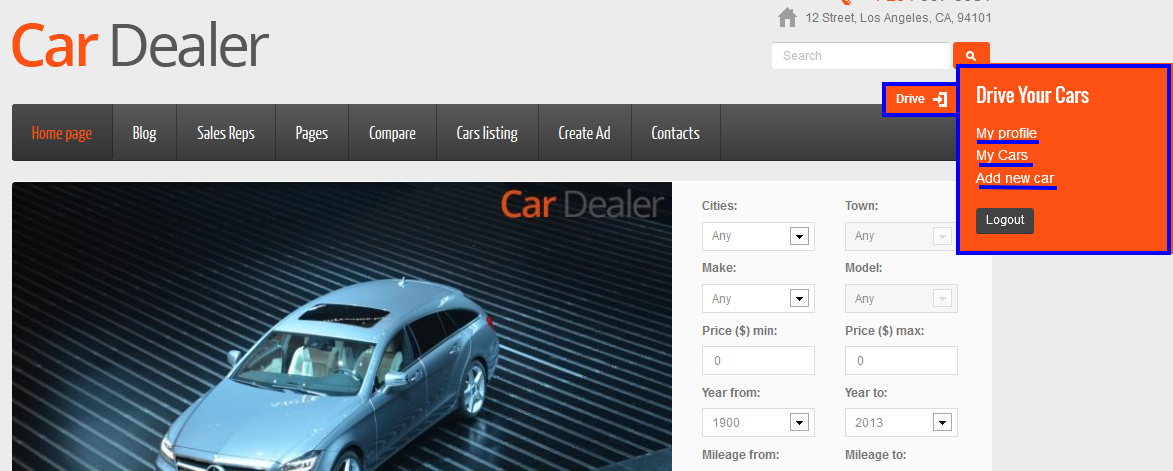 12 Street, Los Angeles, CA, 94101
Car Dealer
Search
Drive
Drive Your Cars
My profile
My Cars
Add new car
Logout
Home page
Blog
Sales Reps
Pages
Compare
Cars listing
Create Ad
Contacts
Car Dealer
Cities:
Town:
Any
Any
Make:
Model:
Any
Any
Price ($) min:
Price ($) max:
0
0
Year from:
Year to:
1900
2013
Mileage from:
Mileage to: